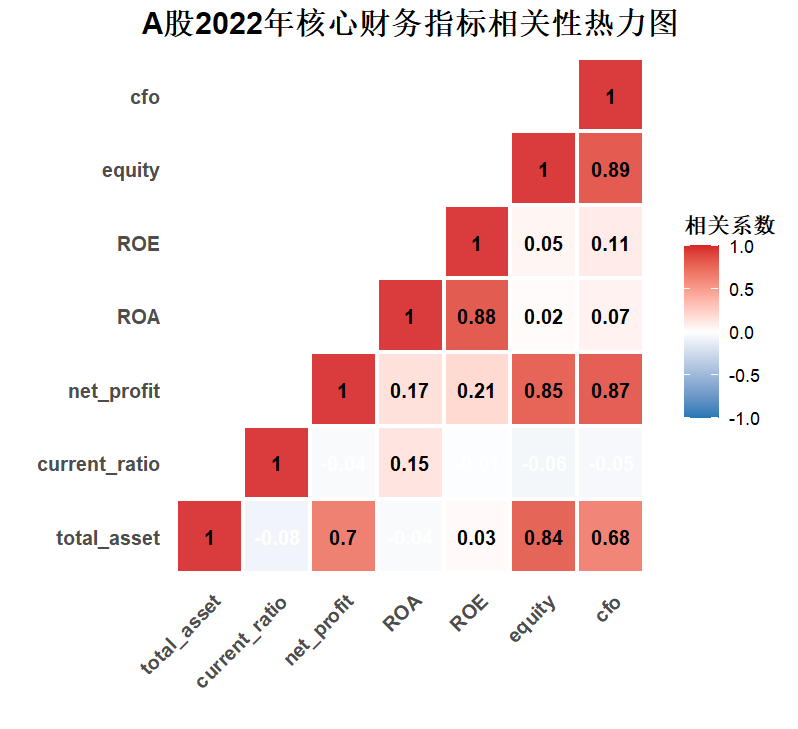 A股2022年核心财务指标相关性热力图
cfo 1
equity 1 0.89
ROE 1 0.05 0.11
ROA 1 0.88 0.02 0.07
net_profit 1 0.17 0.21 0.85 0.87
current_ratio 1 -0.04 0.15 -0.01 -0.06 -0.05
total_asset 1 -0.08 0.7 -0.04 0.03 0.84 0.68
total_asset current_ratio net_profit ROA ROE equity cfo
相关系数
1.0
0.5
0.0
-0.5
-1.0